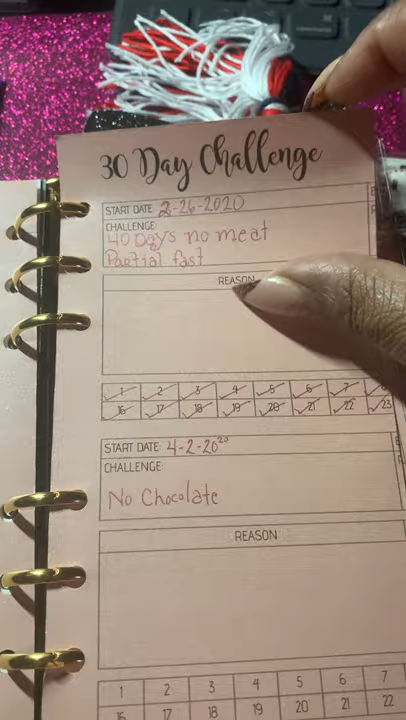 30 Day Challenge
START DATE 2-26-2020
CHALLENGE:
40 Days no meat
Partial fast
REASON
1 2 3 4 5 6 7
16 17 18 19 20 21 22 23
START DATE: 4-2-2020
CHALLENGE:
No Chocolate
REASON
1 2 3 4 5 6 7
16 17 18 19 20 21 22